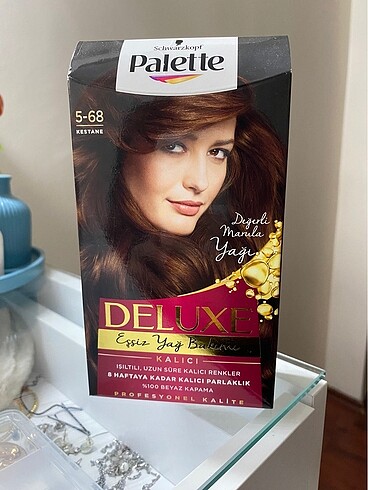 Schwarzkopf
Palette
5-68
KESTANE
Değerli
Marula
Yağı
DELUXE
Eşsiz Yağ Bakımı
KALICI
IŞILTILI, UZUN SÜRE KALICI RENKLER
8 HAFTAYA KADAR KALICI PARLAKLIK
%100 BEYAZ KAPAMA
PROFESYONEL KALİTE